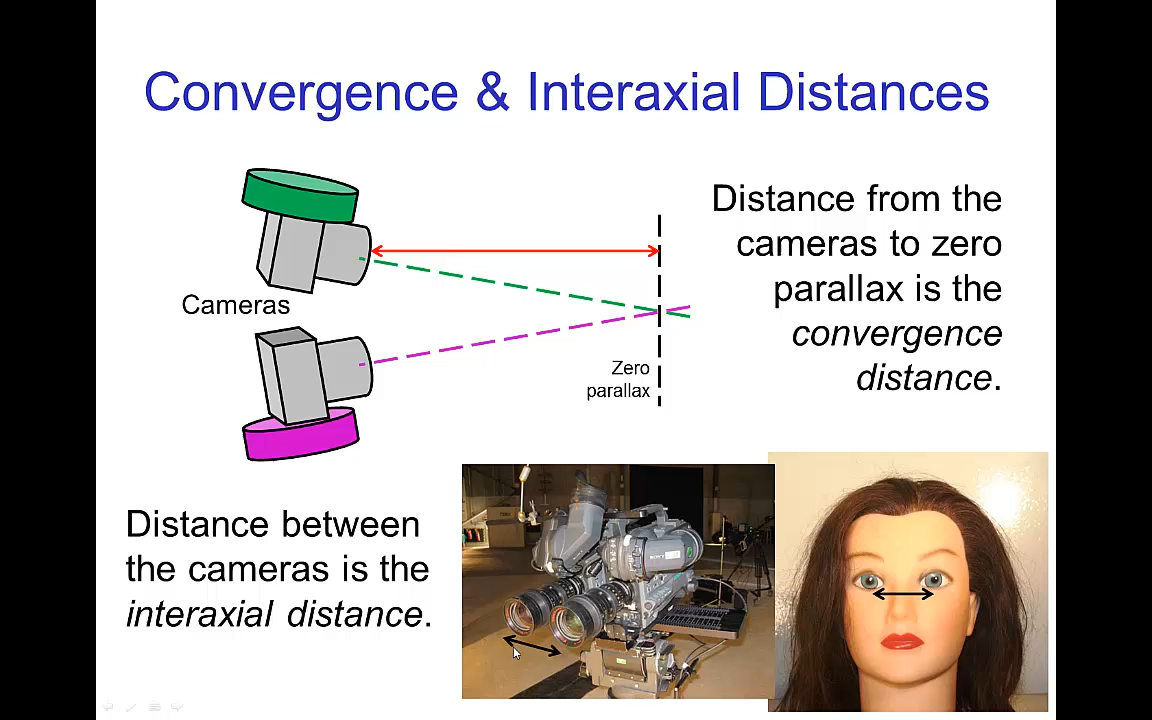 Convergence & Interaxial Distances
Distance from the
cameras to zero
parallax is the
convergence
distance.
Cameras
Zero
parallax
Distance between
the cameras is the
interaxial distance.
SONY